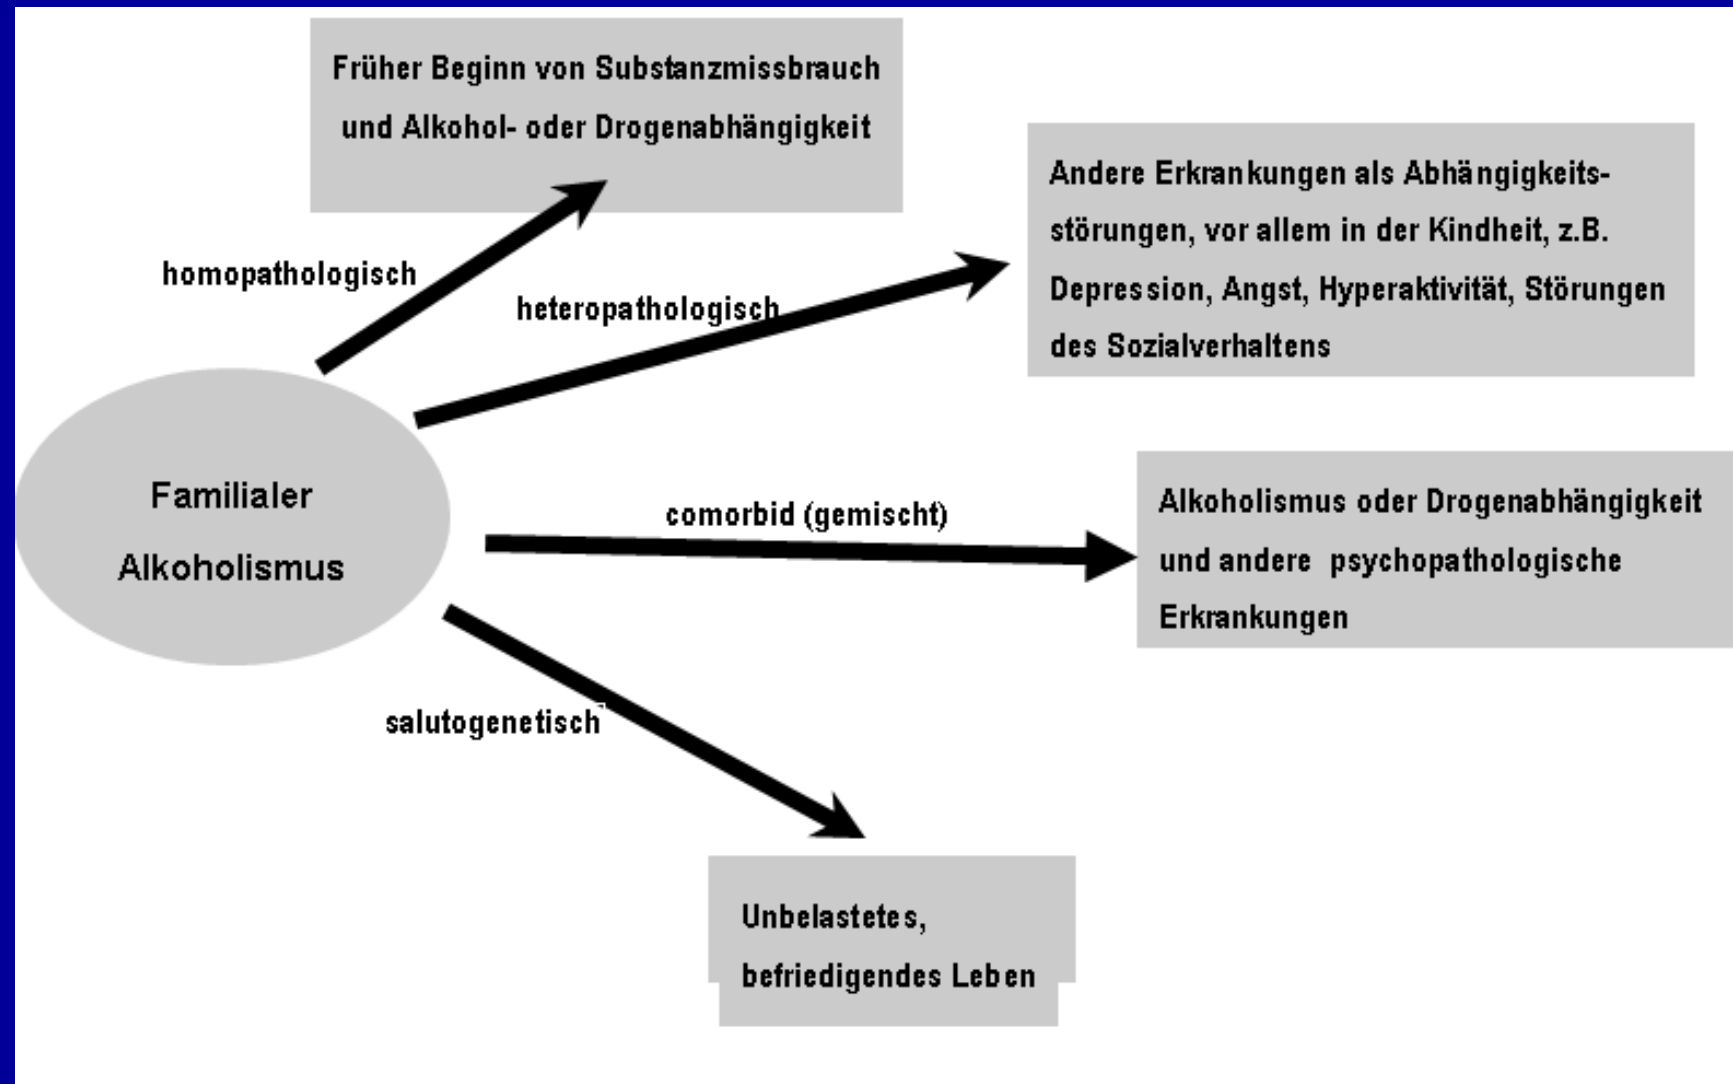 Früher Beginn von Substanzmissbrauch
und Alkohol- oder Drogenabhängigkeit
Andere Erkrankungen als Abhängigkeits-
störungen, vor allem in der Kindheit, z.B.
Depression, Angst, Hyperaktivität, Störungen
des Sozialverhaltens
homopathologisch
heteropathologisch
Familialer
Alkoholismus
comorbid (gemischt)
Alkoholismus oder Drogenabhängigkeit
und andere psychopathologische
Erkrankungen
salutogenetisch
Unbelastetes,
befriedigendes Leben